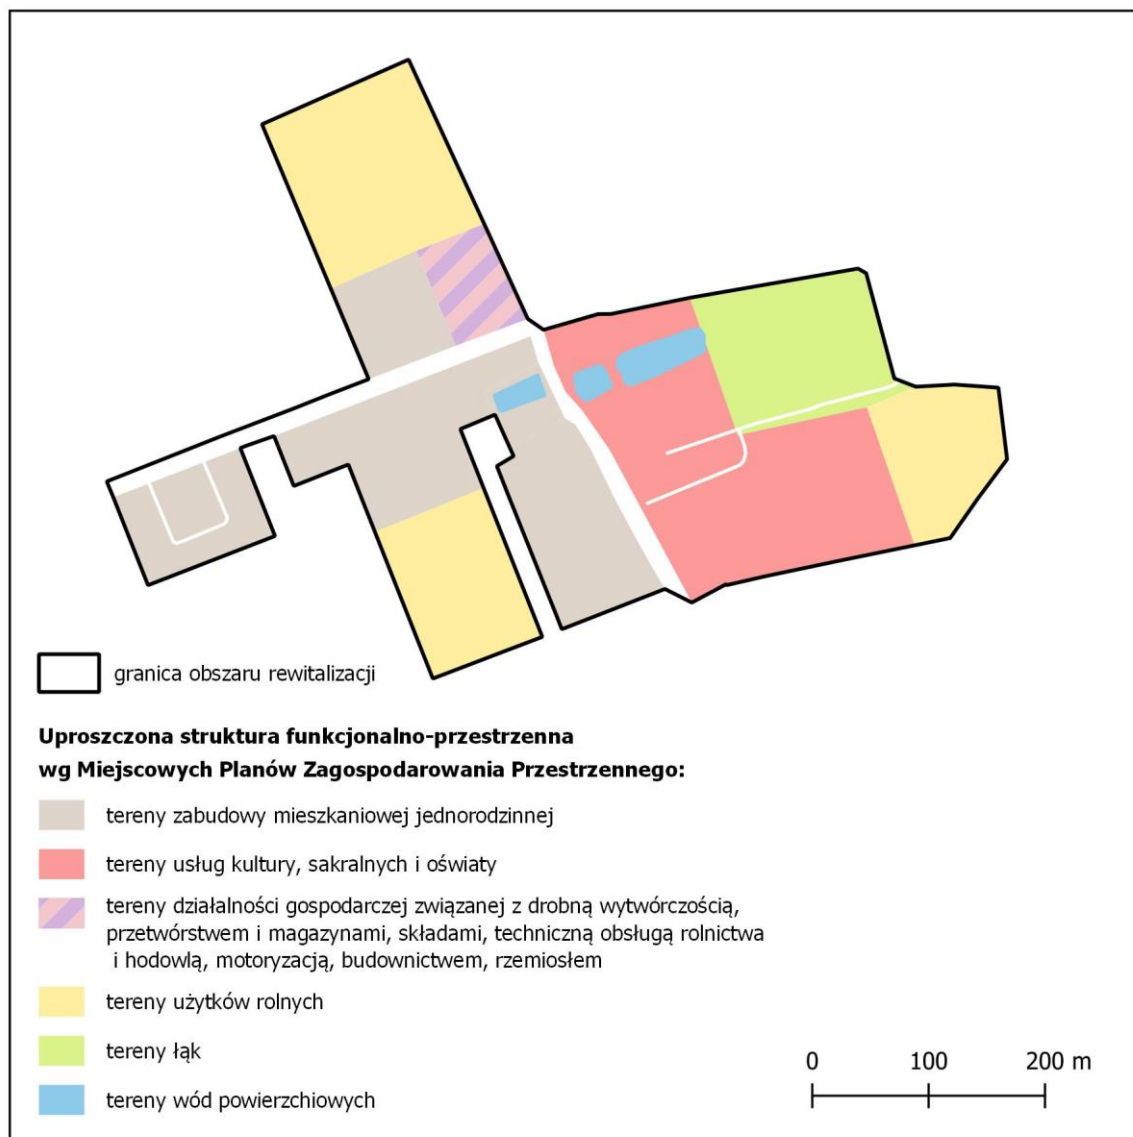 granica obszaru rewitalizacji
Uproszczona struktura funkcjonalno-przestrzenna
wg Miejscowych Planów Zagospodarowania Przestrzennego:
tereny zabudowy mieszkaniowej jednorodzinnej
tereny usług kultury, sakralnych i oświaty
tereny działalności gospodarczej związanej z drobną wytwórczością,
przetwórstwem i magazynami, składami, techniczną obsługą rolnictwa
i hodowlą, motoryzacją, budownictwem, rzemiosłem
tereny użytków rolnych
tereny łąk
tereny wód powierzchiowych
0 100 200 m